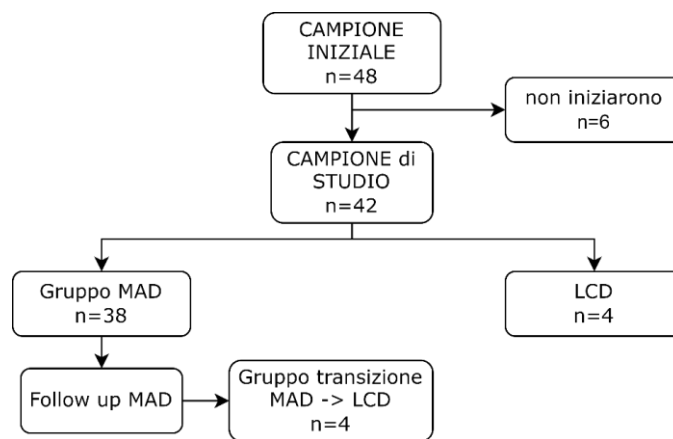 CAMPIONE
INIZIALE
n=48
non iniziarono
n=6
CAMPIONE di
STUDIO
n=42
Gruppo MAD
n=38
LCD
n=4
Follow up MAD
Gruppo transizione
MAD -> LCD
n=4